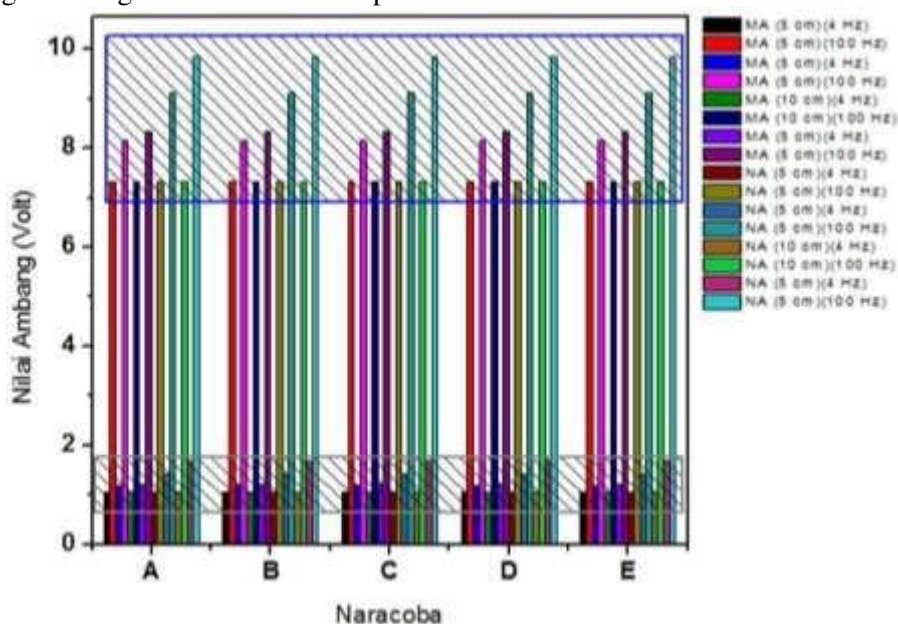 10
8
6
4
2
0
Nilai Ambang (Volt)
A B C D E
Naracoba
MA (5 cm)(4 Hz)
MA (5 cm)(100 Hz)
MA (5 cm)(4 Hz)
MA (5 cm)(100 Hz)
MA (10 cm)(4 Hz)
MA (10 cm)(100 Hz)
MA (5 cm)(4 Hz)
MA (5 cm)(100 Hz)
NA (5 cm)(4 Hz)
NA (5 cm)(100 Hz)
NA (5 cm)(4 Hz)
NA (5 cm)(100 Hz)
NA (10 cm)(4 Hz)
NA (10 cm)(100 Hz)
NA (5 cm)(4 Hz)
NA (5 cm)(100 Hz)